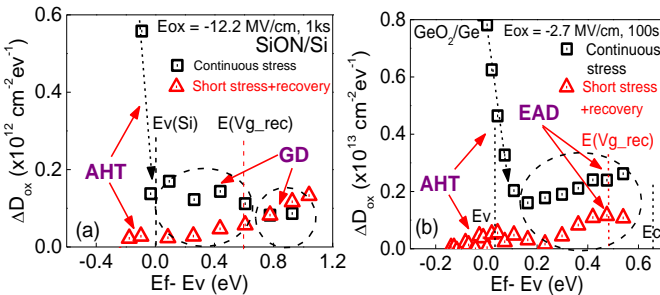 Eox = -12.2 MV/cm, 1ks
SiON/Si
Continuous stress
Short stress+recovery
Ev(Si)
E(Vg_rec)
AHT
GD
(a)
ΔDox (x10^12 cm-2ev-1)
0.6
0.4
0.2
0.0
-0.4
0.0
0.4
0.8
1.2
Ef- Ev (eV)
GeO2/Ge
Eox = -2.7 MV/cm, 100s
Continuous
stress
Short stress
+recovery
EAD
E(Vg_rec)
AHT
Ev
Ec
(b)
ΔDox (x10^13 cm-2ev-1)
0.8
0.6
0.4
0.2
0.0
-0.2
0.0
0.2
0.4
0.6
Ef- Ev (eV)